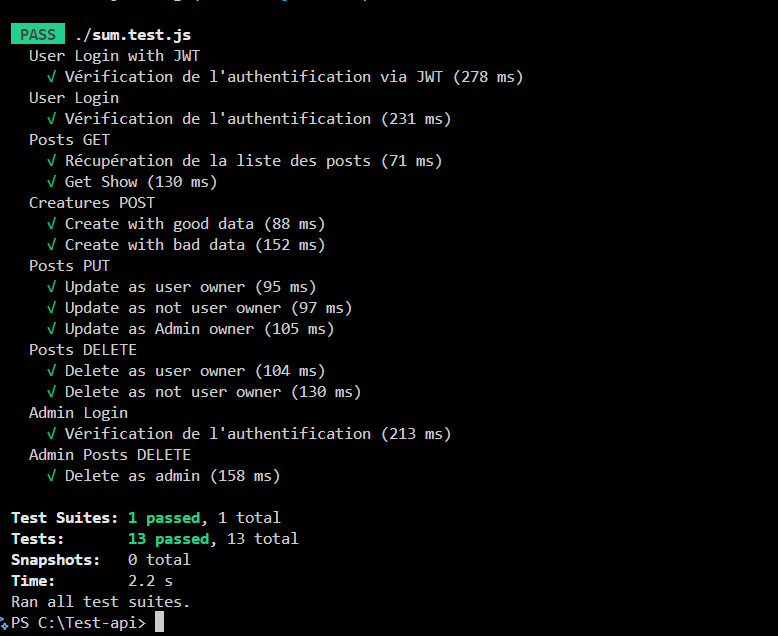 PASS ./sum.test.js
User Login with JWT
√ Vérification de l'authentification via JWT (278 ms)
User Login
√ Vérification de l'authentification (231 ms)
Posts GET
√ Récupération de la liste des posts (71 ms)
√ Get Show (130 ms)
Creatures POST
√ Create with good data (88 ms)
√ Create with bad data (152 ms)
Posts PUT
√ Update as user owner (95 ms)
√ Update as not user owner (97 ms)
√ Update as Admin owner (105 ms)
Posts DELETE
√ Delete as user owner (104 ms)
√ Delete as not user owner (130 ms)
Admin Login
√ Vérification de l'authentification (213 ms)
Admin Posts DELETE
√ Delete as admin (158 ms)
Test Suites: 1 passed, 1 total
Tests: 13 passed, 13 total
Snapshots: 0 total
Time: 2.2 s
Ran all test suites.
PS C:\Test-api>